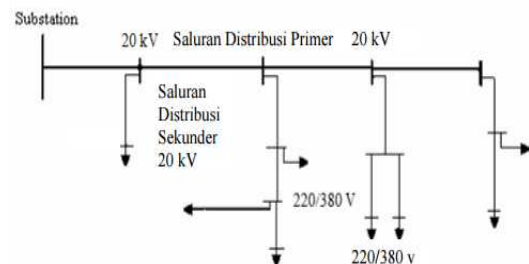 Substation
20 kV Saluran Distribusi Primer 20 kV
Saluran
Distribusi
Sekunder
20 kV
220/380 V
220/380 v